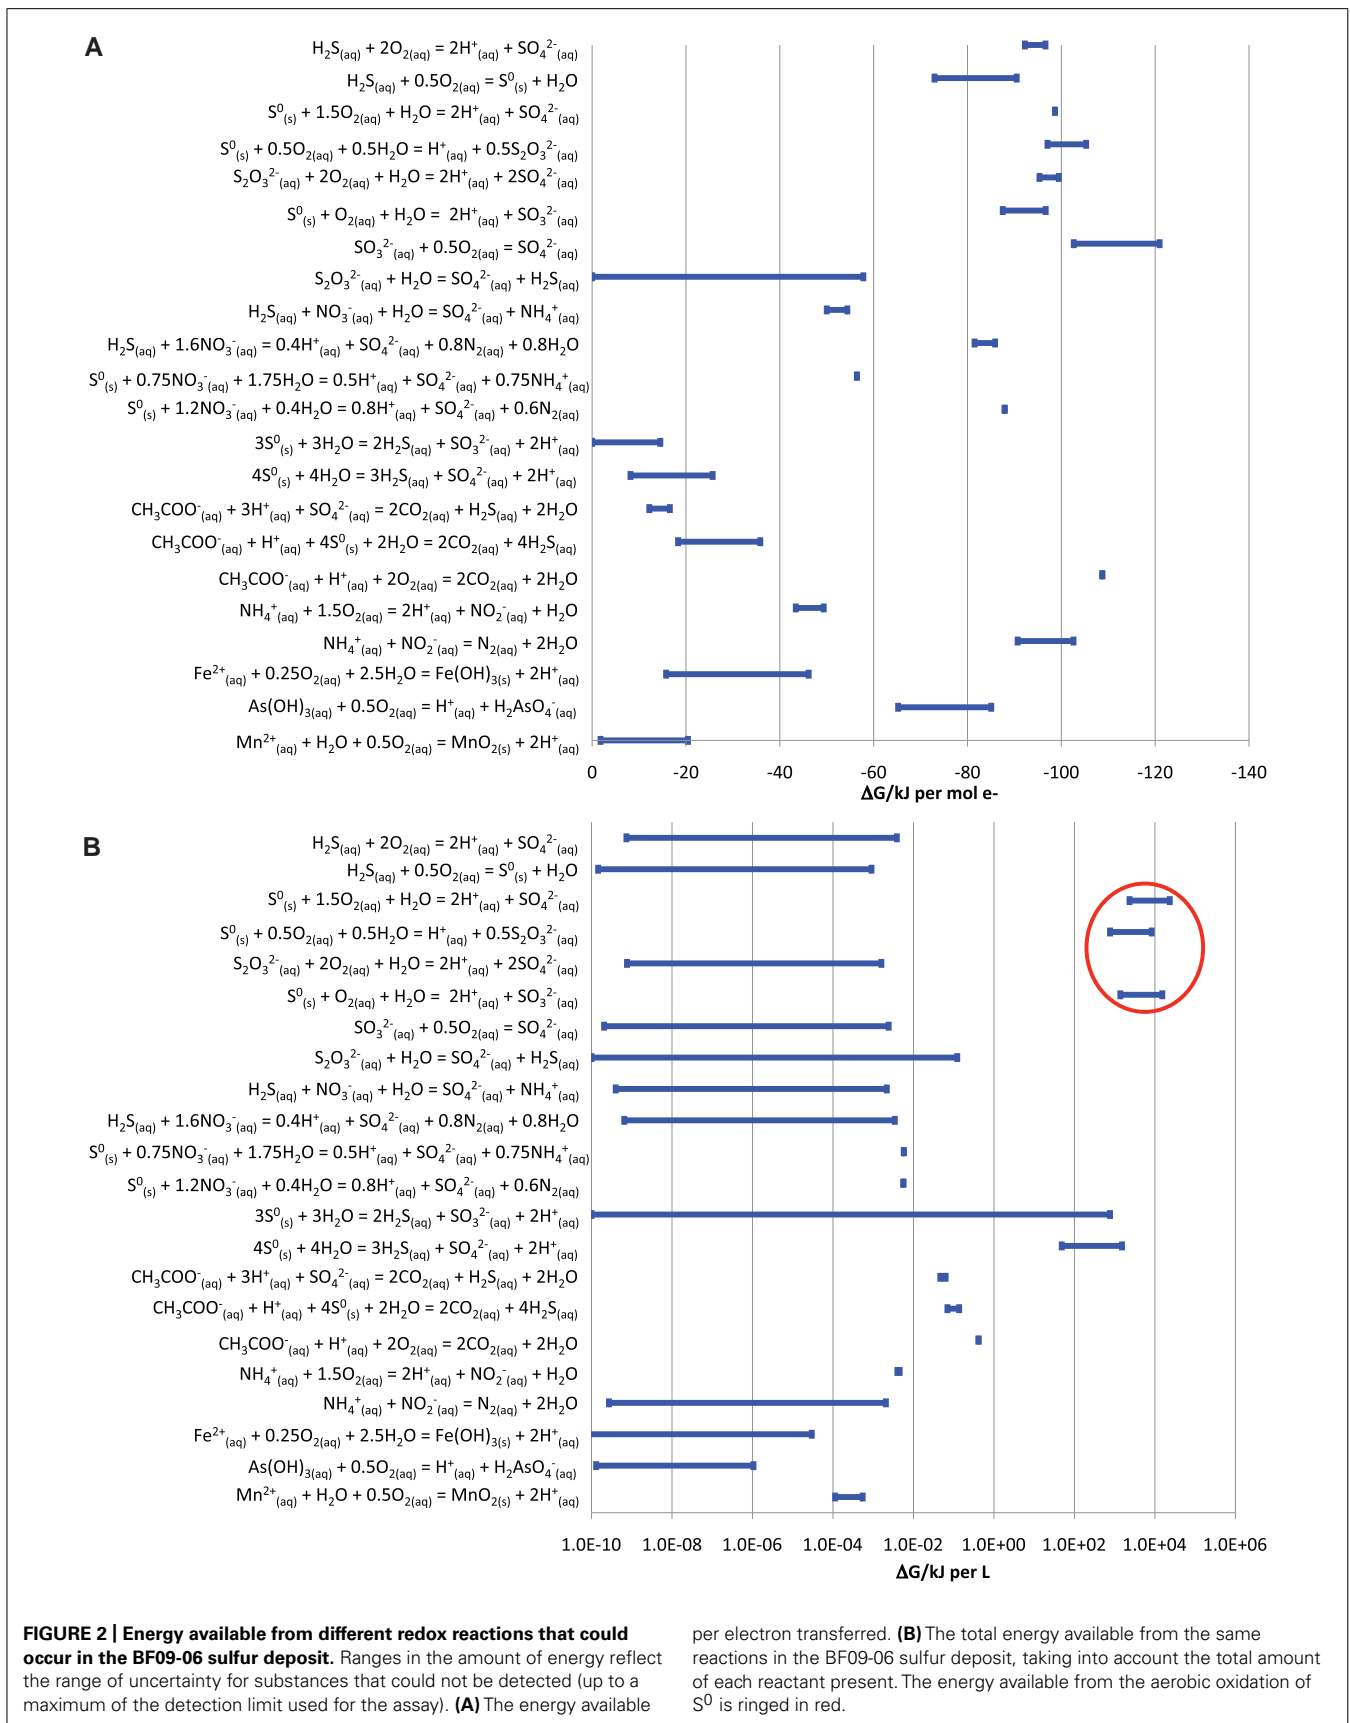 A
H₂S(aq) + 2O₂(aq) = 2H⁺(aq) + SO₄²⁻(aq)
H₂S(aq) + 0.5O₂(aq) = S⁰(s) + H₂O
S⁰(s) + 1.5O₂(aq) + H₂O = 2H⁺(aq) + SO₄²⁻(aq)
S⁰(s) + 0.5O₂(aq) + 0.5H₂O = H⁺(aq) + 0.5S₂O₃²⁻(aq)
S₂O₃²⁻(aq) + 2O₂(aq) + H₂O = 2H⁺(aq) + 2SO₄²⁻(aq)
S⁰(s) + O₂(aq) + H₂O = 2H⁺(aq) + SO₃²⁻(aq)
SO₃²⁻(aq) + 0.5O₂(aq) = SO₄²⁻(aq)
S₂O₃²⁻(aq) + H₂O = SO₄²⁻(aq) + H₂S(aq)
H₂S(aq) + NO₃⁻(aq) + H₂O = SO₄²⁻(aq) + NH₄⁺(aq)
H₂S(aq) + 1.6NO₃⁻(aq) = 0.4H⁺(aq) + SO₄²⁻(aq) + 0.8N₂(aq) + 0.8H₂O
S⁰(s) + 0.75NO₃⁻(aq) + 1.75H₂O = 0.5H⁺(aq) + SO₄²⁻(aq) + 0.75NH₄⁺(aq)
S⁰(s) + 1.2NO₃⁻(aq) + 0.4H₂O = 0.8H⁺(aq) + SO₄²⁻(aq) + 0.6N₂(aq)
3S⁰(s) + 3H₂O = 2H₂S(aq) + SO₃²⁻(aq) + 2H⁺(aq)
4S⁰(s) + 4H₂O = 3H₂S(aq) + SO₄²⁻(aq) + 2H⁺(aq)
CH₃COO⁻(aq) + 3H⁺(aq) + SO₄²⁻(aq) = 2CO₂(aq) + H₂S(aq) + 2H₂O
CH₃COO⁻(aq) + H⁺(aq) + 4S⁰(s) + 2H₂O = 2CO₂(aq) + 4H₂S(aq)
CH₃COO⁻(aq) + H⁺(aq) + 2O₂(aq) = 2CO₂(aq) + 2H₂O
NH₄⁺(aq) + 1.5O₂(aq) = 2H⁺(aq) + NO₂⁻(aq) + H₂O
NH₄⁺(aq) + NO₂⁻(aq) = N₂(aq) + 2H₂O
Fe²⁺(aq) + 0.25O₂(aq) + 2.5H₂O = Fe(OH)₃(s) + 2H⁺(aq)
As(OH)₃(aq) + 0.5O₂(aq) = H⁺(aq) + H₂AsO₄⁻(aq)
Mn²⁺(aq) + H₂O + 0.5O₂(aq) = MnO₂(s) + 2H⁺(aq)
0 -20 -40 -60 -80 -100 -120 -140
ΔG/kJ per mol e-
B
H₂S(aq) + 2O₂(aq) = 2H⁺(aq) + SO₄²⁻(aq)
H₂S(aq) + 0.5O₂(aq) = S⁰(s) + H₂O
S⁰(s) + 1.5O₂(aq) + H₂O = 2H⁺(aq) + SO₄²⁻(aq)
S⁰(s) + 0.5O₂(aq) + 0.5H₂O = H⁺(aq) + 0.5S₂O₃²⁻(aq)
S₂O₃²⁻(aq) + 2O₂(aq) + H₂O = 2H⁺(aq) + 2SO₄²⁻(aq)
S⁰(s) + O₂(aq) + H₂O = 2H⁺(aq) + SO₃²⁻(aq)
SO₃²⁻(aq) + 0.5O₂(aq) = SO₄²⁻(aq)
S₂O₃²⁻(aq) + H₂O = SO₄²⁻(aq) + H₂S(aq)
H₂S(aq) + NO₃⁻(aq) + H₂O = SO₄²⁻(aq) + NH₄⁺(aq)
H₂S(aq) + 1.6NO₃⁻(aq) = 0.4H⁺(aq) + SO₄²⁻(aq) + 0.8N₂(aq) + 0.8H₂O
S⁰(s) + 0.75NO₃⁻(aq) + 1.75H₂O = 0.5H⁺(aq) + SO₄²⁻(aq) + 0.75NH₄⁺(aq)
S⁰(s) + 1.2NO₃⁻(aq) + 0.4H₂O = 0.8H⁺(aq) + SO₄²⁻(aq) + 0.6N₂(aq)
3S⁰(s) + 3H₂O = 2H₂S(aq) + SO₃²⁻(aq) + 2H⁺(aq)
4S⁰(s) + 4H₂O = 3H₂S(aq) + SO₄²⁻(aq) + 2H⁺(aq)
CH₃COO⁻(aq) + 3H⁺(aq) + SO₄²⁻(aq) = 2CO₂(aq) + H₂S(aq) + 2H₂O
CH₃COO⁻(aq) + H⁺(aq) + 4S⁰(s) + 2H₂O = 2CO₂(aq) + 4H₂S(aq)
CH₃COO⁻(aq) + H⁺(aq) + 2O₂(aq) = 2CO₂(aq) + 2H₂O
NH₄⁺(aq) + 1.5O₂(aq) = 2H⁺(aq) + NO₂⁻(aq) + H₂O
NH₄⁺(aq) + NO₂⁻(aq) = N₂(aq) + 2H₂O
Fe²⁺(aq) + 0.25O₂(aq) + 2.5H₂O = Fe(OH)₃(s) + 2H⁺(aq)
As(OH)₃(aq) + 0.5O₂(aq) = H⁺(aq) + H₂AsO₄⁻(aq)
Mn²⁺(aq) + H₂O + 0.5O₂(aq) = MnO₂(s) + 2H⁺(aq)
1.0E-10 1.0E-08 1.0E-06 1.0E-04 1.0E-02 1.0E+00 1.0E+02 1.0E+04 1.0E+06
ΔG/kJ per L
FIGURE 2 | Energy available from different redox reactions that could
occur in the BF09-06 sulfur deposit. Ranges in the amount of energy reflect
the range of uncertainty for substances that could not be detected (up to a
maximum of the detection limit used for the assay). (A) The energy available
per electron transferred. (B) The total energy available from the same
reactions in the BF09-06 sulfur deposit, taking into account the total amount
of each reactant present. The energy available from the aerobic oxidation of
S⁰ is ringed in red.